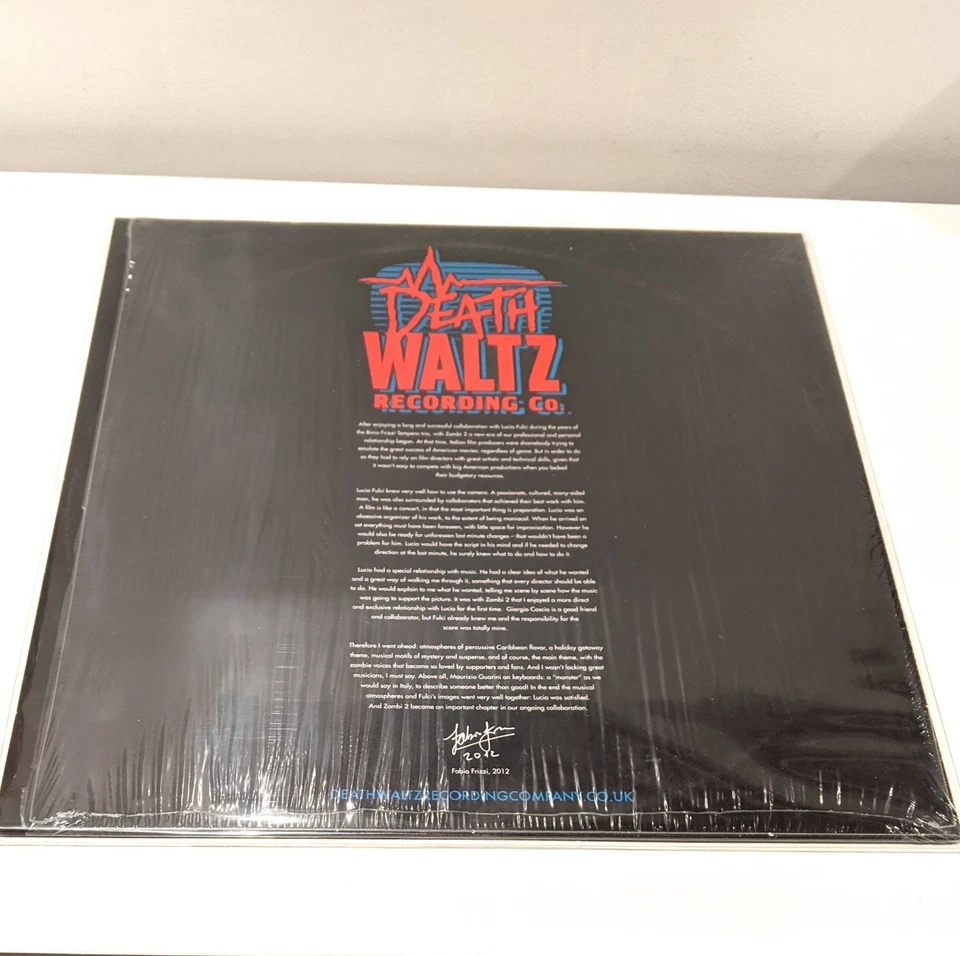 DEATH
WALTZ
RECORDING CO.
After enjoying a long and successful collaboration with Lucio Fulci during the years of
the Bixio-Frizzi-Tempera trio, with Zombi 2 a new era of our professional and personal
relationship began. At that time, Italian film producers were shamelessly trying to
emulate the great success of American movies, regardless of genre. But in order to do
so they had to rely on film directors with great artistic and technical skills, given that
it wasn't easy to compete with big American productions when you lacked
their budgetary resources.
Lucio Fulci knew very well how to use the camera. A passionate, cultured, many-sided
man, he was also surrounded by collaborators that achieved their best work with him.
A film is like a concert, in that the most important thing is preparation. Lucio was an
obsessive organizer of his work, to the extent of being maniacal. When he arrived on
set everything must have been foreseen, with little space for improvisation. However he
would also be ready for unforeseen last minute changes – that wouldn't have been a
problem for him. Lucio would have the script in his mind and if he needed to change
direction at the last minute, he surely knew what to do and how to do it.
Lucio had a special relationship with music. He had a clear idea of what he wanted
and a great way of walking me through it, something that every director should be able
to do. He would explain to me what he wanted, telling me scene by scene how the music
was going to support the picture. It was with Zombi 2 that I enjoyed a more direct
and exclusive relationship with Lucio for the first time. Giorgio Cascio is a good friend
and collaborator, but Fulci already knew me and the responsibility for the
score was totally mine.
Therefore I went ahead: atmospheres of percussive Caribbean flavor, a holiday getaway
theme, musical motifs of mystery and suspense, and of course, the main theme, with the
zombie voices that became so loved by supporters and fans. And I wasn't lacking great
musicians, I must say. Above all, Maurizio Guarini on keyboards: a "monster" as we
would say in Italy, to describe someone better than good! In the end the musical
atmospheres and Fulci's images went very well together: Lucio was satisfied.
And Zombi 2 became an important chapter in our ongoing collaboration.
2012
Fabio Frizzi, 2012
DEATHWALTZRECORDINGCOMPANY.CO.UK